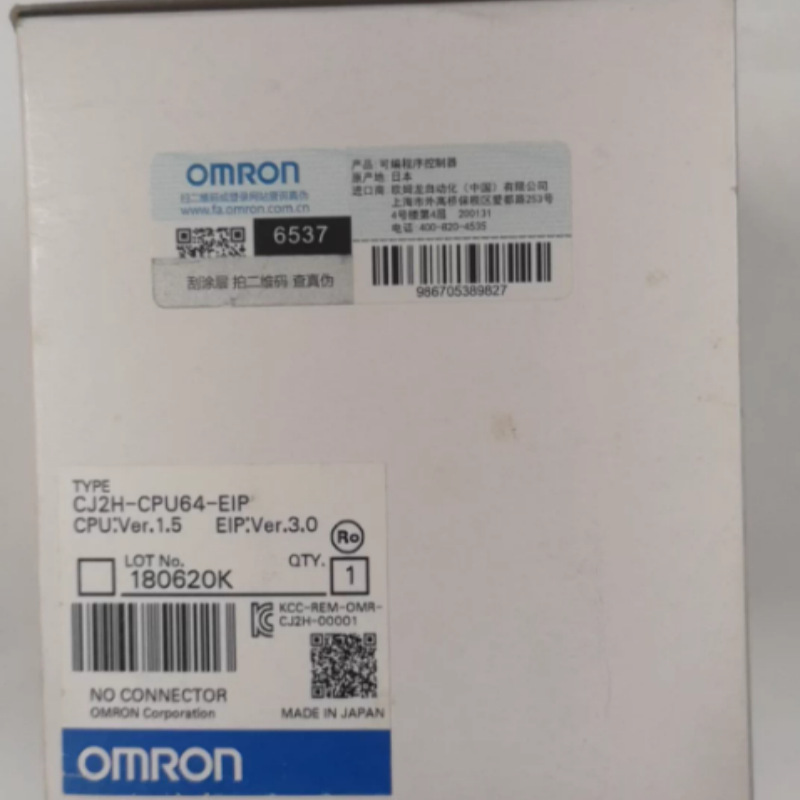 OMRON
扫二维码或登录网站查询真伪
www.fa.omron.com.cn
6537
刮涂层 扫二维码 查真伪
产品: 可编程序控制器
原产地: 日本
进口商: 欧姆龙自动化（中国）有限公司
上海市外高桥保税区爱都路253号
4号楼第4层 200131
电话: 400-820-4535
986705389827
TYPE
CJ2H-CPU64-EIP
CPU:Ver.1.5 EIP:Ver.3.0
Ro
LOT No. QTY.
180620K 1
KCC-REM-OMR-
CJ2H-00001
NO CONNECTOR
OMRON Corporation MADE IN JAPAN
OMRON